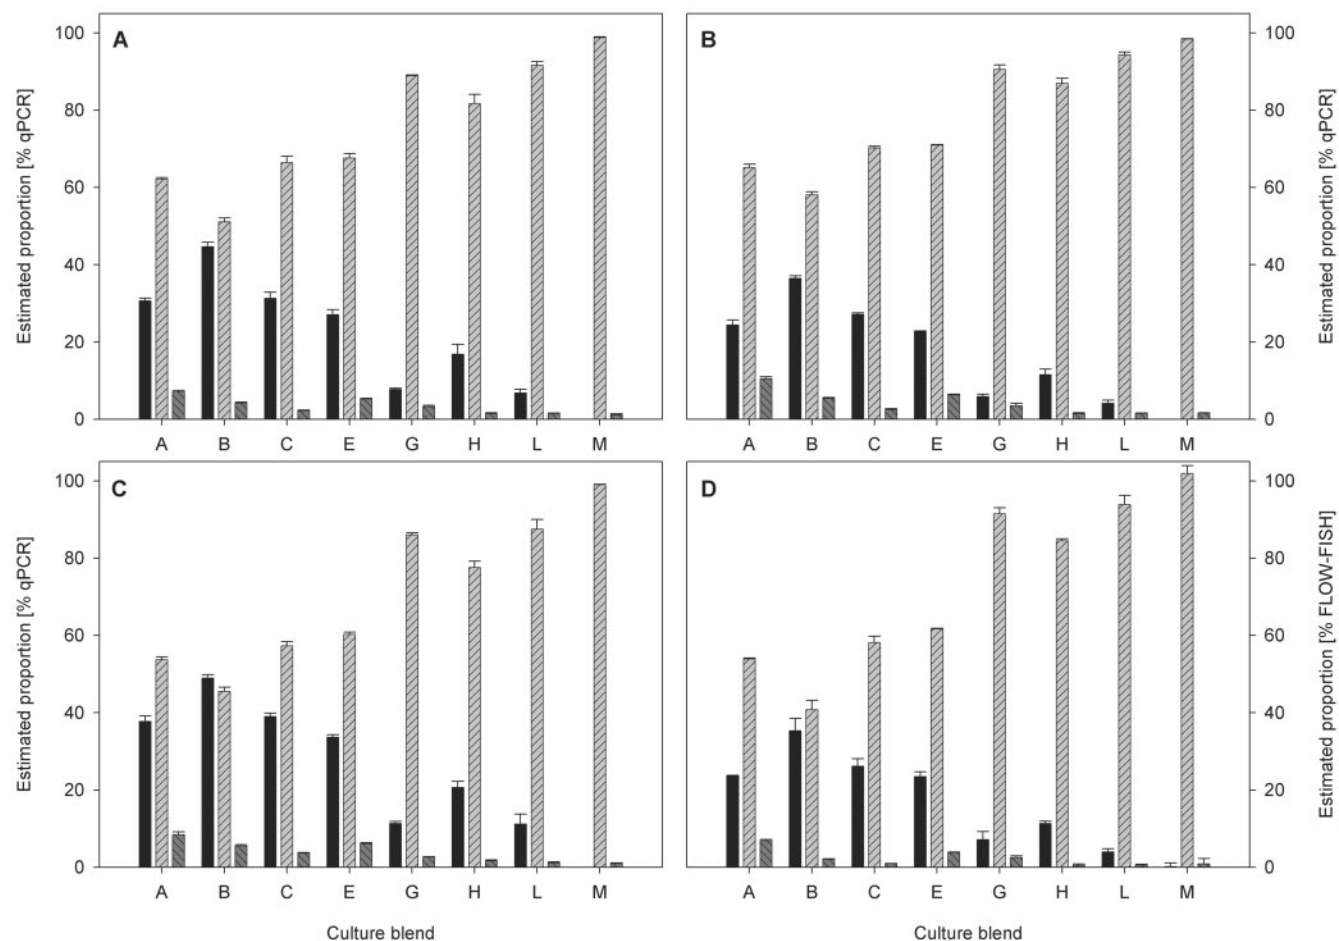 A
B
100
80
60
40
20
0
Estimated proportion [% qPCR]
100
80
60
40
20
0
Estimated proportion [% qPCR]
A B C E G H L M
A B C E G H L M
C
D
100
80
60
40
20
0
Estimated proportion [% qPCR]
100
80
60
40
20
0
Estimated proportion [% FLOW-FISH]
A B C E G H L M
A B C E G H L M
Culture blend
Culture blend